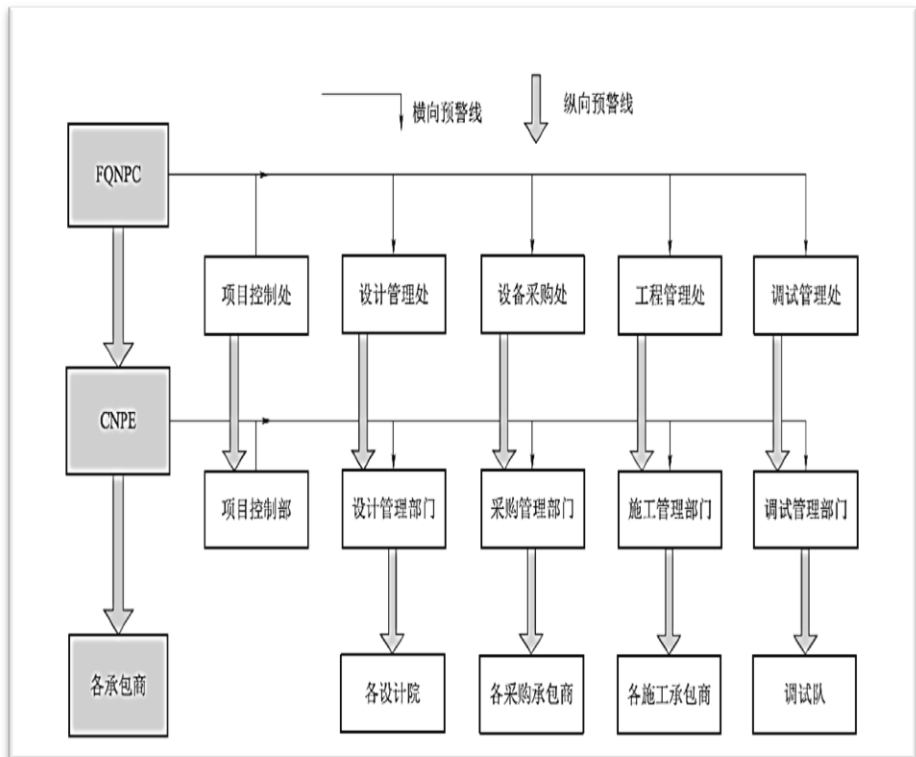 横向预警线
纵向预警线
FQNPC
项目控制处
设计管理处
设备采购处
工程管理处
调试管理处
CNPE
项目控制部
设计管理部门
采购管理部门
施工管理部门
调试管理部门
各承包商
各设计院
各采购承包商
各施工承包商
调试队